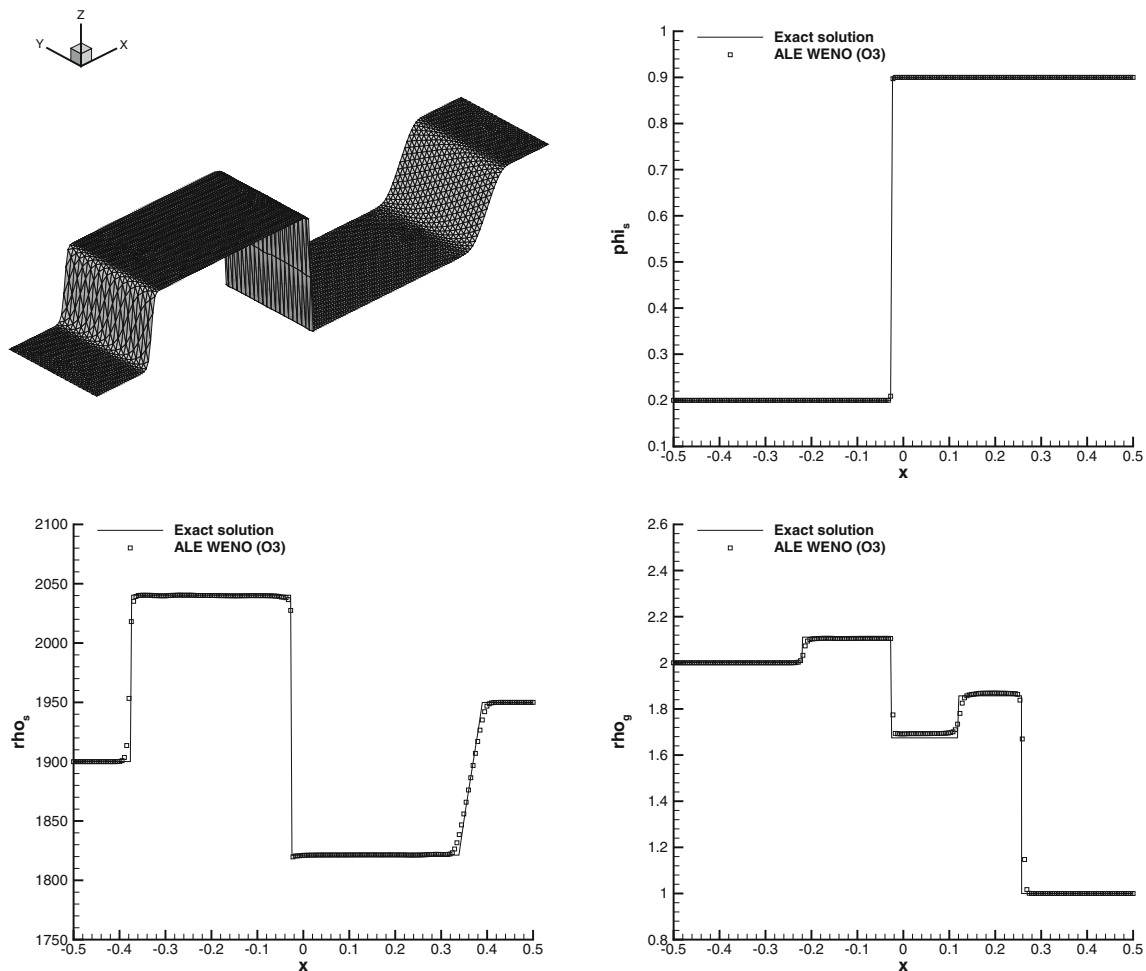 Z
Y
X
Exact solution
ALE WENO (O3)
1
0.9
0.8
0.7
0.6
0.5
0.4
0.3
0.2
0.1
phi_s
-0.5 -0.4 -0.3 -0.2 -0.1 0 0.1 0.2 0.3 0.4 0.5
x
Exact solution
ALE WENO (O3)
2100
2050
2000
1950
1900
1850
1800
1750
rho_s
-0.5 -0.4 -0.3 -0.2 -0.1 0 0.1 0.2 0.3 0.4 0.5
x
Exact solution
ALE WENO (O3)
2.6
2.4
2.2
2
1.8
1.6
1.4
1.2
1
0.8
rho_g
-0.5 -0.4 -0.3 -0.2 -0.1 0 0.1 0.2 0.3 0.4 0.5
x